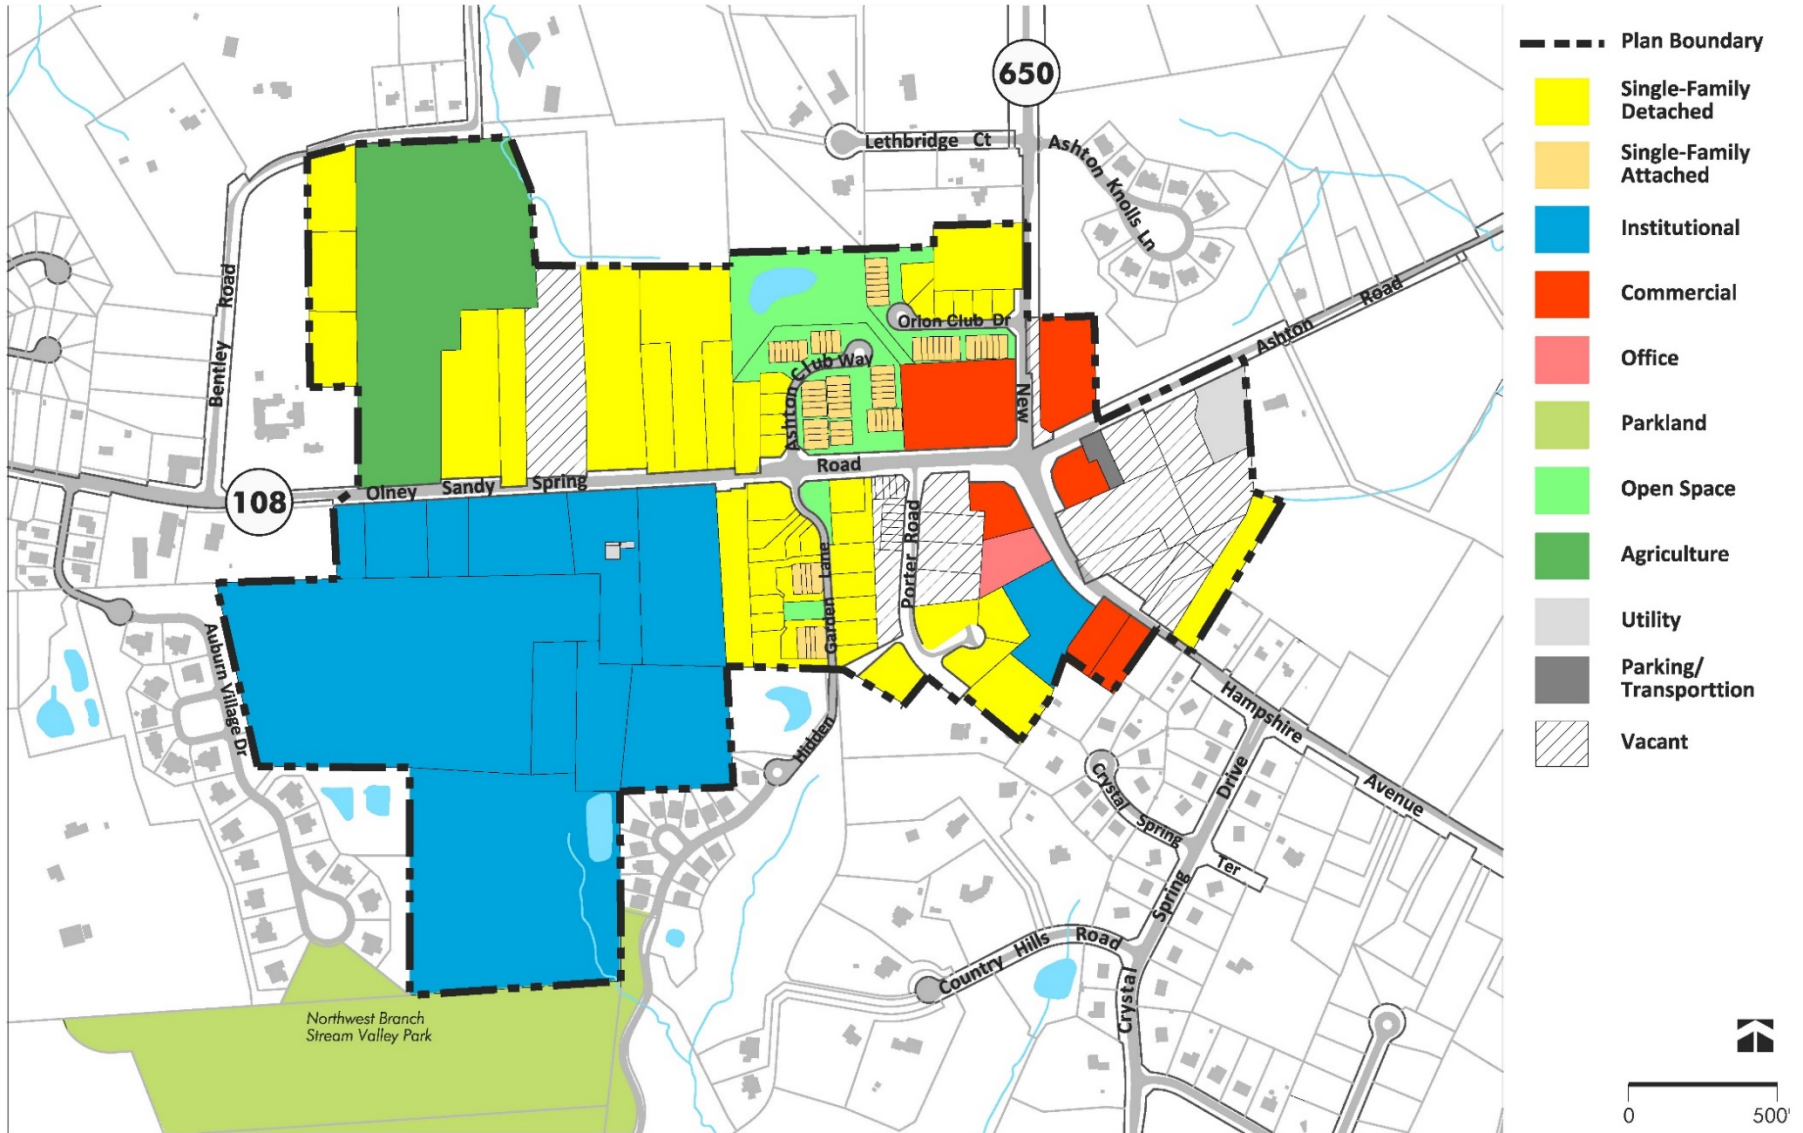 650
Lethbridge Ct
Ashton Knolls Ln
Bentley Road
Orion Club Dr
Ashton Club Way
New
Ashton Road
108
Olney Sandy Spring Road
Porter Road
Garden Lane
Hidden
Auburn Village Dr
Hampshire
Avenue
Crystal Spring Ter
Crystal Spring Drive
Country Hills Road
Northwest Branch
Stream Valley Park
Plan Boundary
Single-Family
Detached
Single-Family
Attached
Institutional
Commercial
Office
Parkland
Open Space
Agriculture
Utility
Parking/
Transporttion
Vacant
0 500'